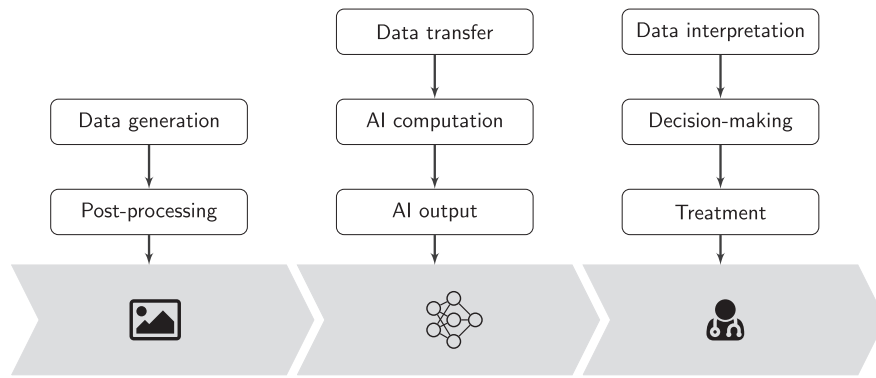 Data generation
Post-processing
Data transfer
AI computation
AI output
Data interpretation
Decision-making
Treatment